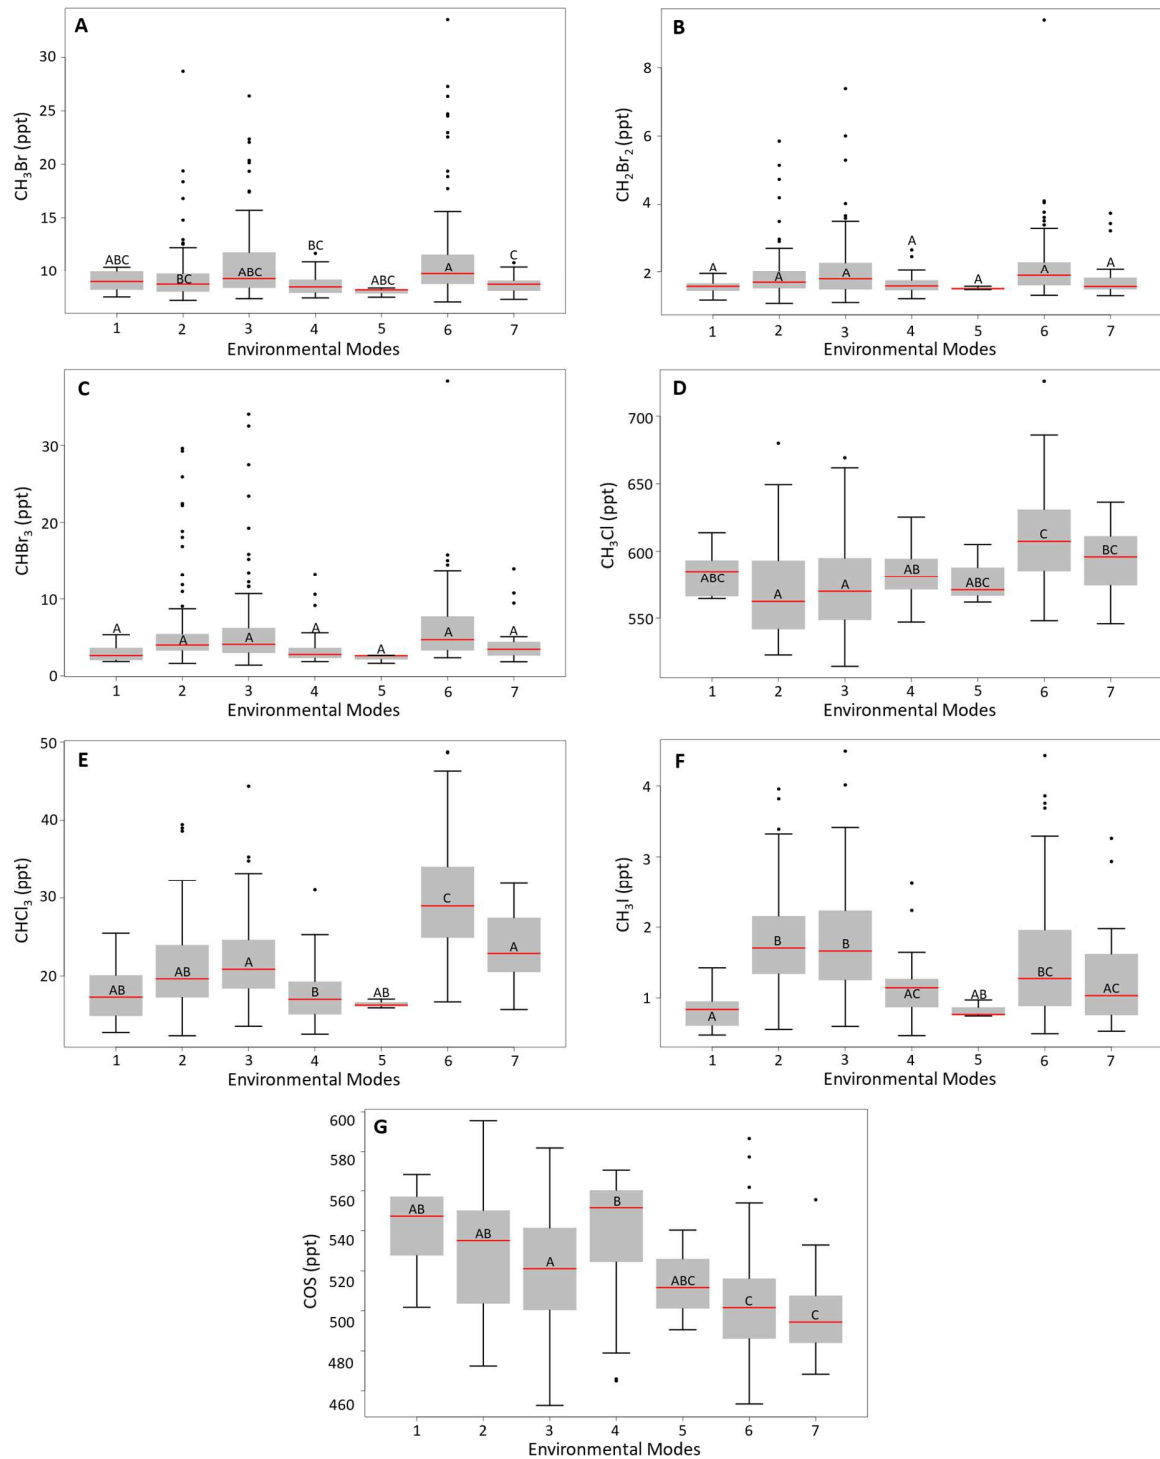 A
CH3Br (ppt)
30
25
20
15
10
ABC
BC
ABC
BC
ABC
A
C
1 2 3 4 5 6 7
Environmental Modes
B
CH2Br2 (ppt)
8
6
4
2
A
A
A
A
A
A
A
1 2 3 4 5 6 7
Environmental Modes
C
CHBr3 (ppt)
30
20
10
0
A
A
A
A
A
A
A
1 2 3 4 5 6 7
Environmental Modes
D
CH3Cl (ppt)
700
650
600
550
ABC
A
A
AB
ABC
C
BC
1 2 3 4 5 6 7
Environmental Modes
E
CHCl3 (ppt)
50
40
30
20
AB
AB
A
B
AB
C
A
1 2 3 4 5 6 7
Environmental Modes
F
CH3I (ppt)
4
3
2
1
A
B
B
AC
AB
BC
AC
1 2 3 4 5 6 7
Environmental Modes
G
COS (ppt)
600
580
560
540
520
500
480
460
AB
AB
A
B
ABC
C
C
1 2 3 4 5 6 7
Environmental Modes